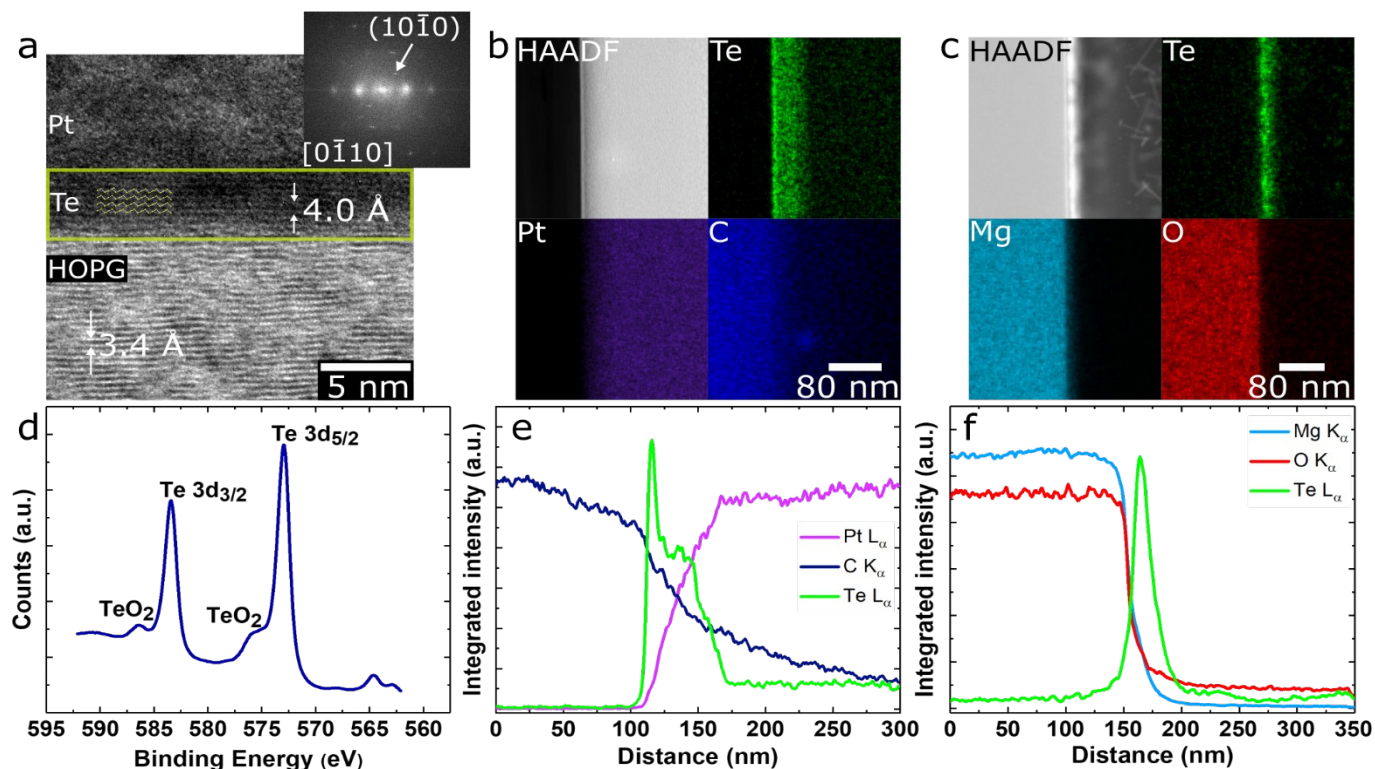 a
(101̅0)
Pt
[01̅10]
Te
4.0 Å
HOPG
3.4 Å
5 nm
b
HAADF
Te
Pt
C
80 nm
c
HAADF
Te
Mg
O
80 nm
d
Te 3d5/2
Te 3d3/2
TeO2
TeO2
Counts (a.u.)
595
590
585
580
575
570
565
560
Binding Energy (eV)
e
Integrated intensity (a.u.)
Pt Lα
C Kα
Te Lα
0
50
100
150
200
250
300
Distance (nm)
f
Integrated intensity (a.u.)
Mg Kα
O Kα
Te Lα
0
50
100
150
200
250
300
350
Distance (nm)